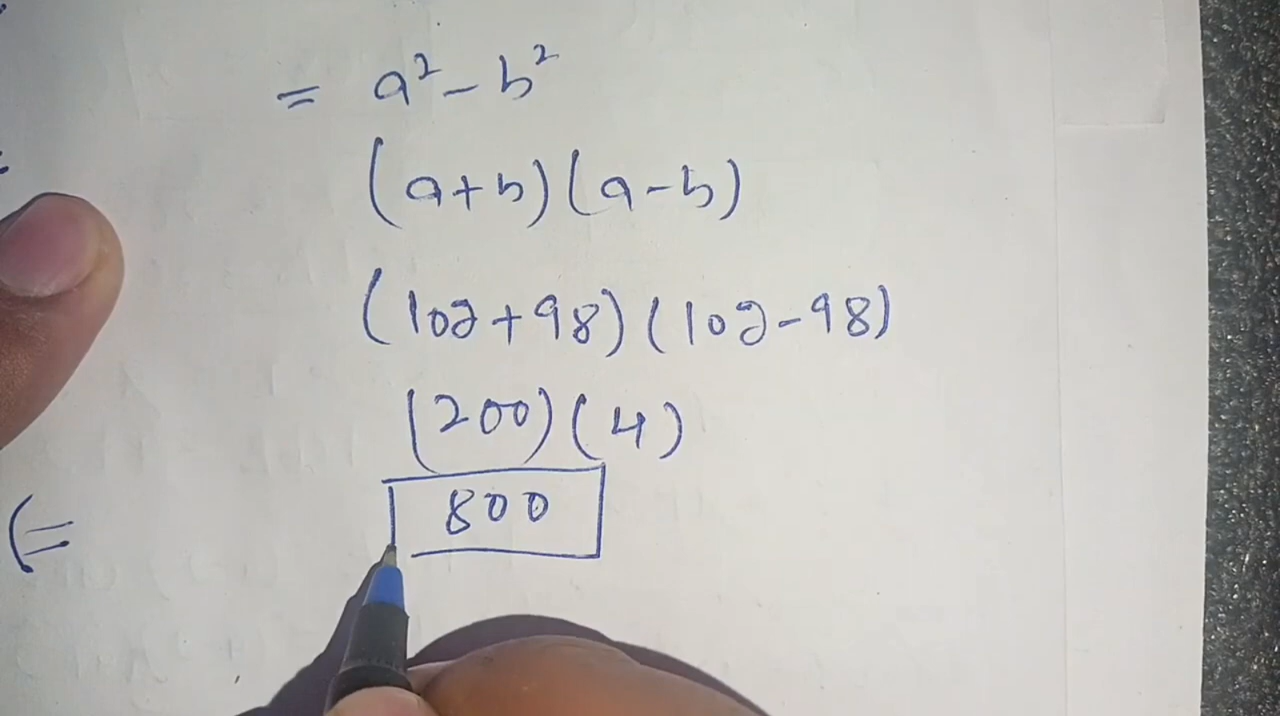 = a² - b²
(a+b)(a-b)
(102+98)(102-98)
(200)(4)
800
(=